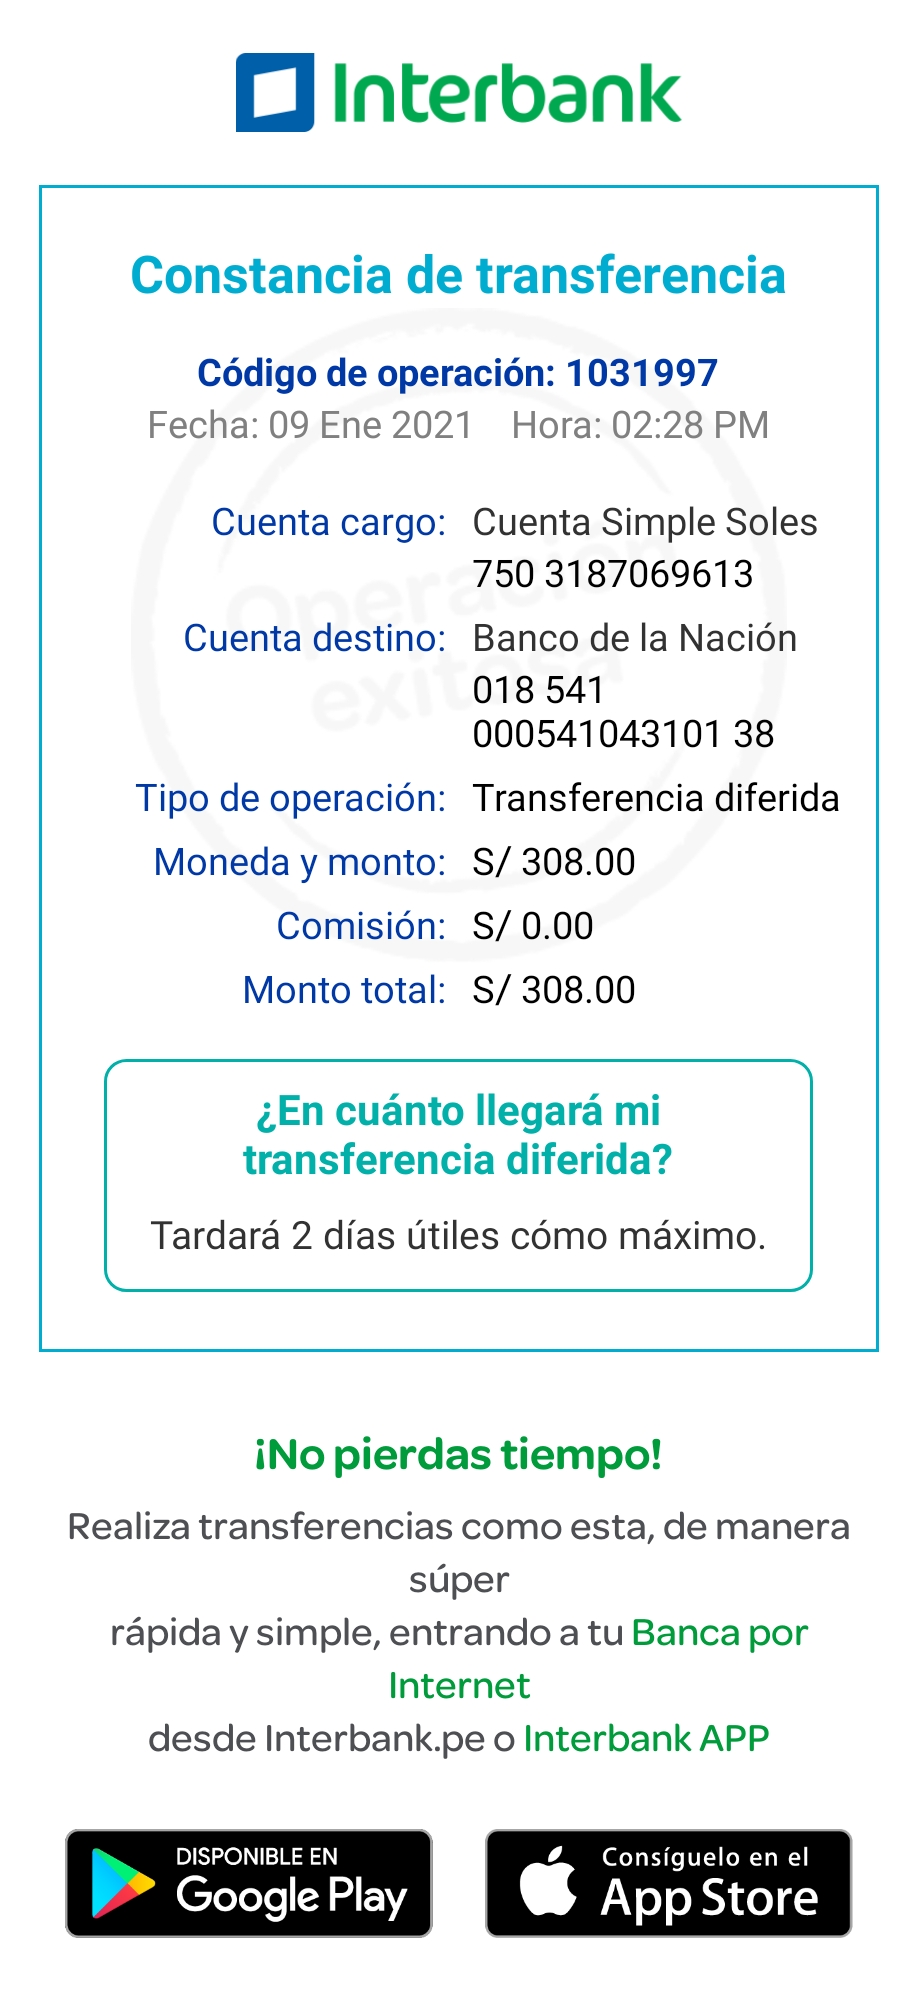 Interbank
Constancia de transferencia
Código de operación: 1031997
Fecha: 09 Ene 2021 Hora: 02:28 PM
Operación
exitosa
Cuenta cargo: Cuenta Simple Soles
750 3187069613
Cuenta destino: Banco de la Nación
018 541
000541043101 38
Tipo de operación: Transferencia diferida
Moneda y monto: S/ 308.00
Comisión: S/ 0.00
Monto total: S/ 308.00
¿En cuánto llegará mi
transferencia diferida?
Tardará 2 días útiles cómo máximo.
¡No pierdas tiempo!
Realiza transferencias como esta, de manera
súper
rápida y simple, entrando a tu Banca por
Internet
desde Interbank.pe o Interbank APP
DISPONIBLE EN
Google Play
Consíguelo en el
App Store